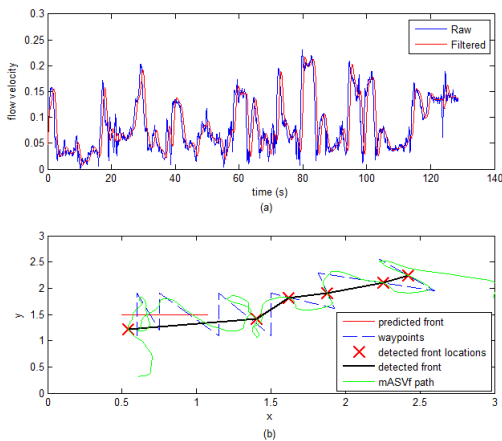 0.3
0.25
0.2
0.15
0.1
0.05
0
flow velocity
Raw
Filtered
0 20 40 60 80 100 120 140
time (s)
(a)
3
2.5
2
1.5
1
0.5
0
y
predicted front
waypoints
detected front locations
detected front
mASVf path
0 0.5 1 1.5 2 2.5 3
x
(b)